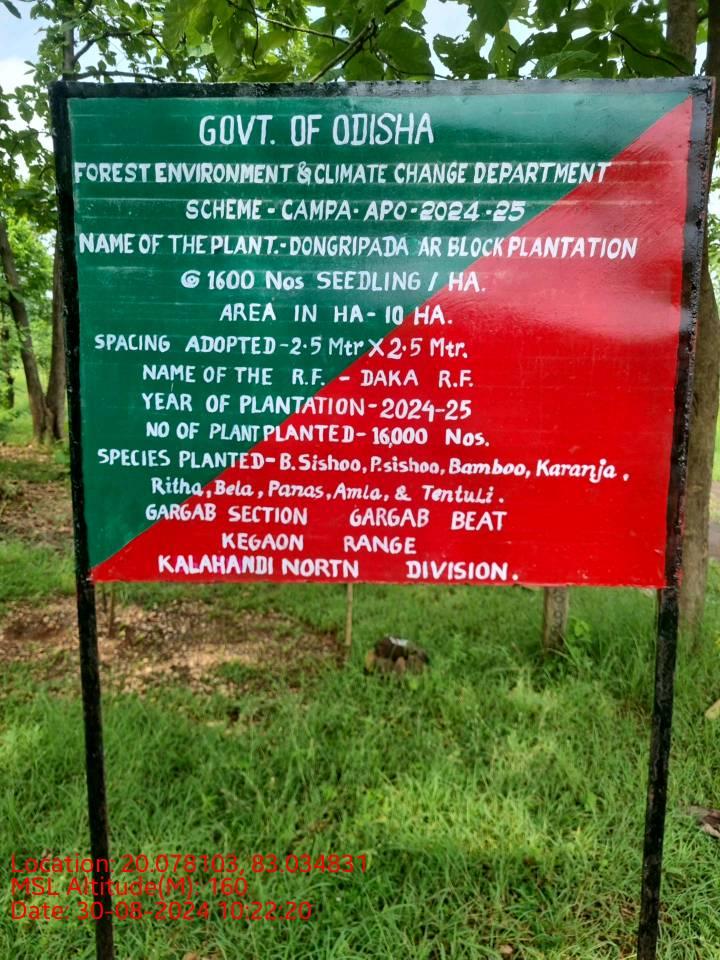 GOVT. OF ODISHA
FOREST ENVIRONMENT & CLIMATE CHANGE DEPARTMENT
SCHEME - CAMPA - APO - 2024 - 25
NAME OF THE PLANT.- DONGRIPADA AR BLOCK PLANTATION
@ 1600 Nos SEEDLING / HA.
AREA IN HA - 10 HA.
SPACING ADOPTED - 2.5 Mtr X 2.5 Mtr.
NAME OF THE R.F. - DAKA R.F.
YEAR OF PLANTATION - 2024-25
NO OF PLANT PLANTED - 16,000 Nos.
SPECIES PLANTED - B.Sishoo, P.sishoo, Bamboo, Karanja,
Ritha, Bela, Panas, Amla, & Tentuli.
GARGAB SECTION GARGAB BEAT
KEGAON RANGE
KALAHANDI NORTN DIVISION.
Location: 20.078103, 83.034831
MSL Altitude(M): 160
Date: 30-08-2024 10:22:20